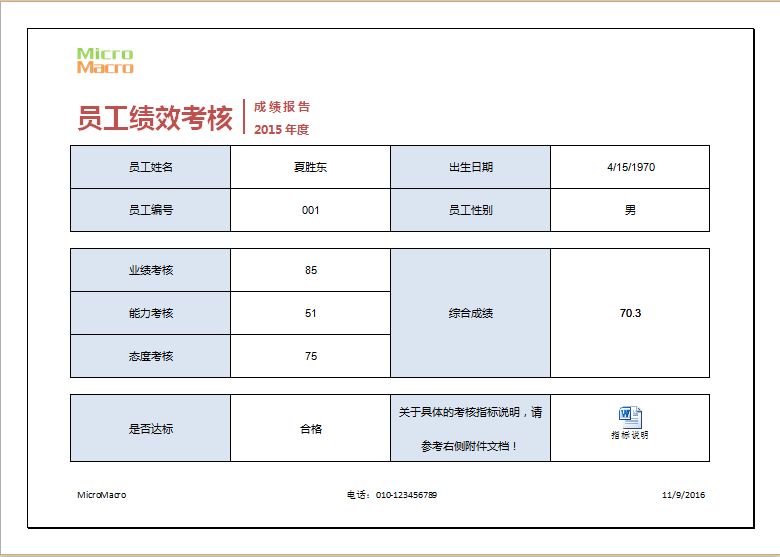 Micro
Macro
员工绩效考核
成绩报告
2015 年度
员工姓名 夏胜东 出生日期 4/15/1970
员工编号 001 员工性别 男
业绩考核 85
能力考核 51 综合成绩 70.3
态度考核 75
是否达标 合格 关于具体的考核指标说明，请
参考右侧附件文档！
W
指标说明
MicroMacro 电话：010-123456789 11/9/2016